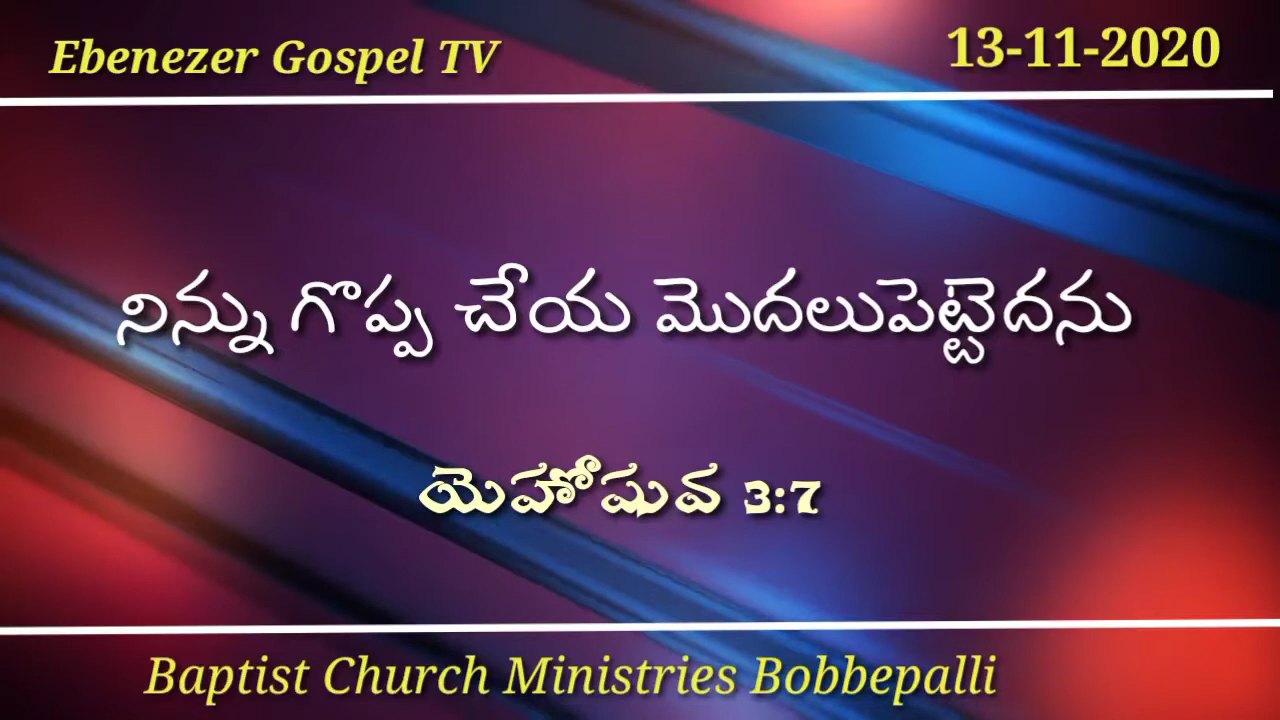 Ebenezer Gospel TV
13-11-2020
నిన్ను గొప్ప చేయ మొదలుపెట్టెదను
యెహోషువ 3:7
Baptist Church Ministries Bobbepalli